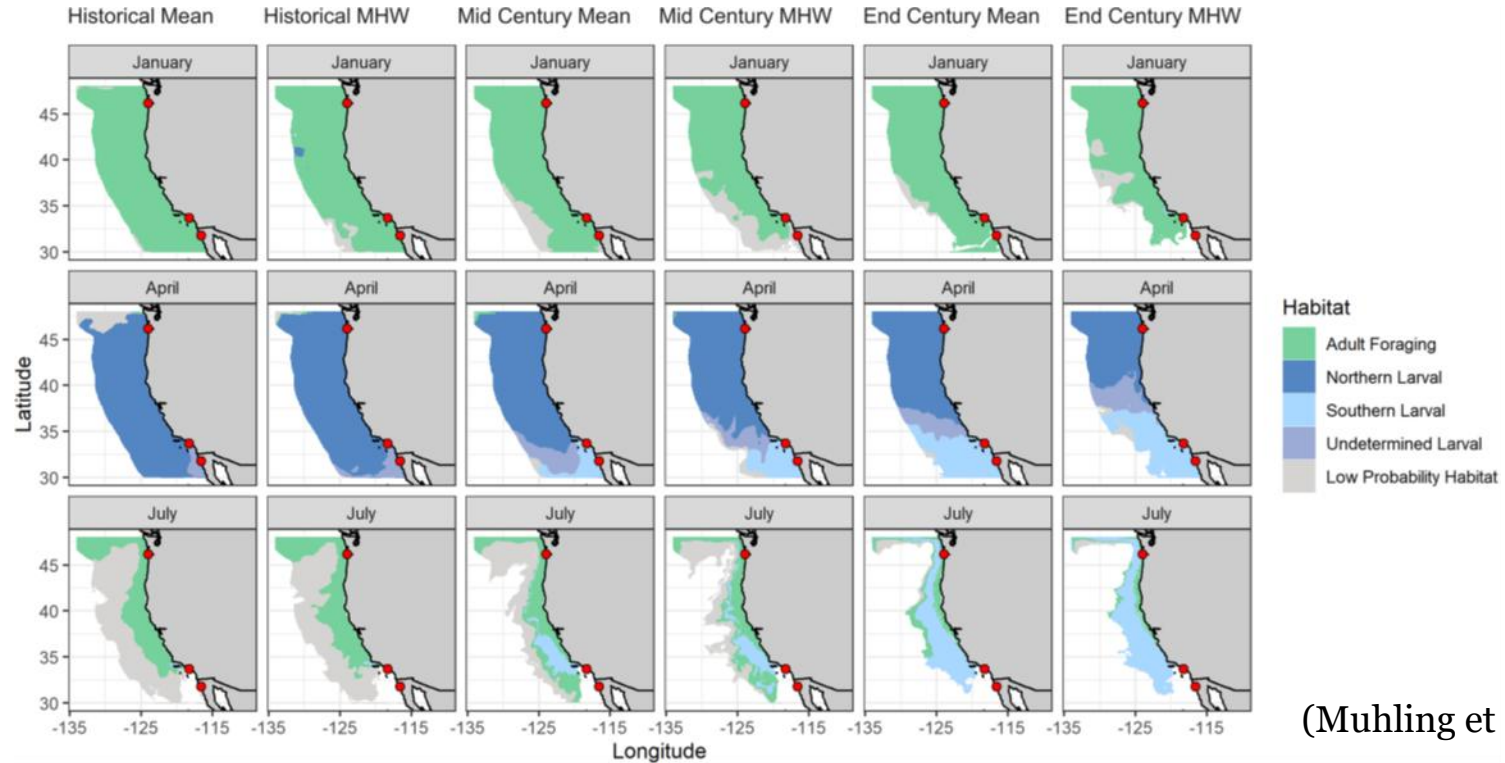 Historical Mean Historical MHW Mid Century Mean Mid Century MHW End Century Mean End Century MHW
January January January January January January
45
40
35
30
April April April April April April
45
40
35
30
July July July July July July
45
40
35
30
-135 -125 -115 -135 -125 -115 -135 -125 -115 -135 -125 -115 -135 -125 -115 -135 -125 -115
Latitude
Longitude
Habitat
Adult Foraging
Northern Larval
Southern Larval
Undetermined Larval
Low Probability Habitat
(Muhling et